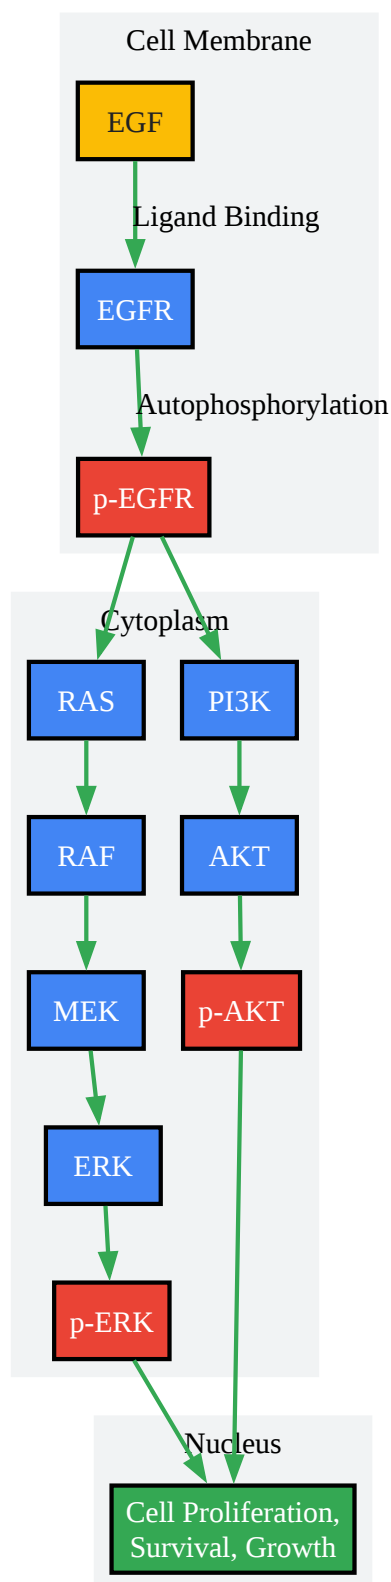 Cell Membrane
EGF
Ligand Binding
EGFR
Autophosphorylation
p-EGFR
Cytoplasm
RAS
PI3K
RAF
AKT
MEK
p-AKT
ERK
p-ERK
Nucleus
Cell Proliferation,
Survival, Growth